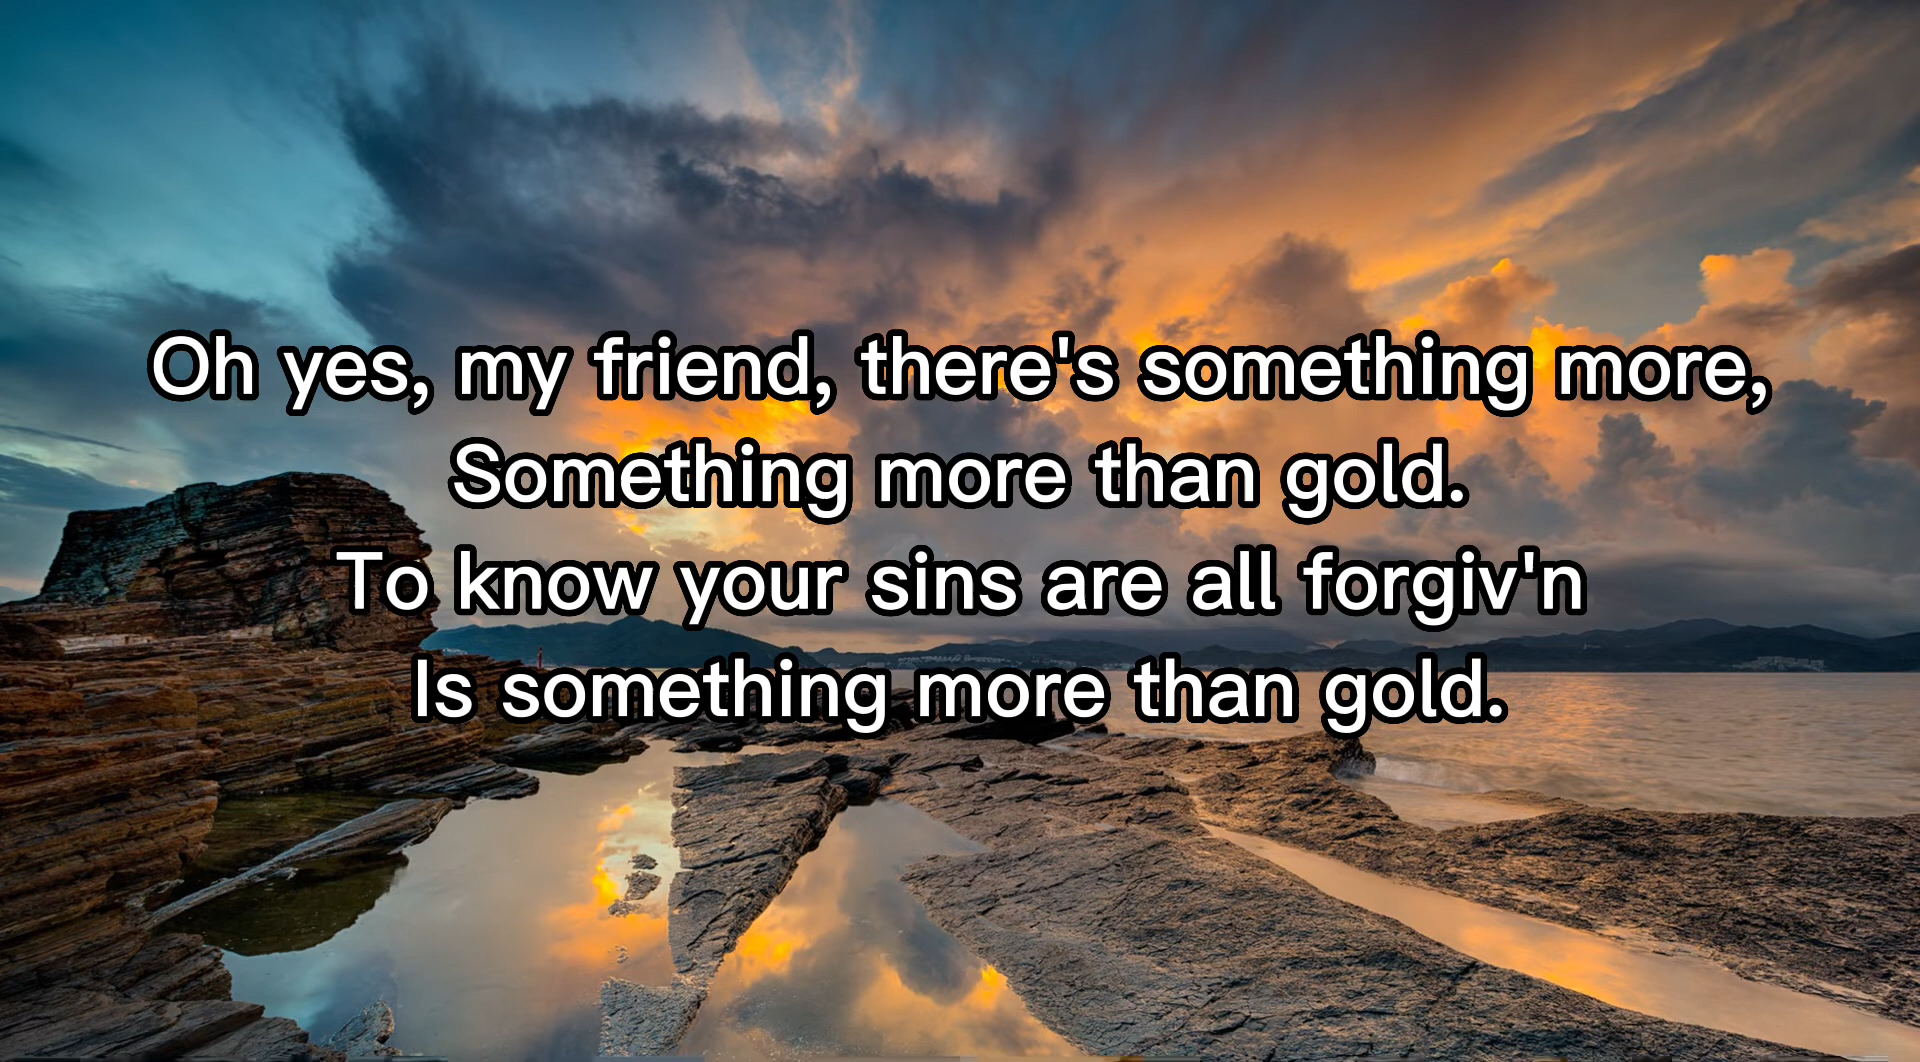 Oh yes, my friend, there's something more,
Something more than gold.
To know your sins are all forgiv'n
Is something more than gold.